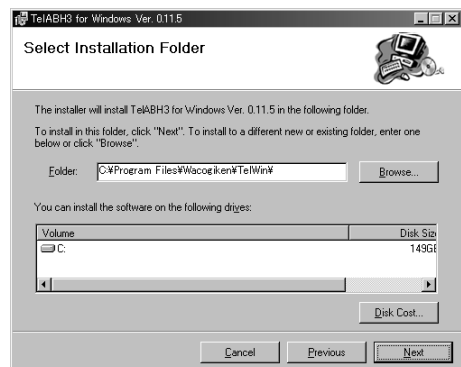 TelABH3 for Windows Ver. 0.11.5
Select Installation Folder
The installer will install TelABH3 for Windows Ver. 0.11.5 in the following folder.
To install in this folder, click "Next". To install to a different new or existing folder, enter one
below or click "Browse".
Folder: C:¥Program Files¥Wacogiken¥TelWin¥ Browse...
You can install the software on the following drives:
Volume Disk Siz
C: 149GB
Disk Cost...
Cancel Previous Next